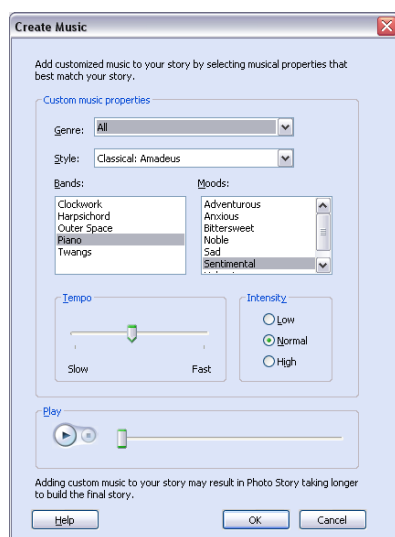 Create Music
Add customized music to your story by selecting musical properties that
best match your story.
Custom music properties
Genre: All
Style: Classical: Amadeus
Bands:
Clockwork
Harpsichord
Outer Space
Piano
Twangs
Moods:
Adventurous
Anxious
Bittersweet
Noble
Sad
Sentimental
Tempo
Slow Fast
Intensity
Low
Normal
High
Play
Adding custom music to your story may result in Photo Story taking longer
to build the final story.
Help OK Cancel